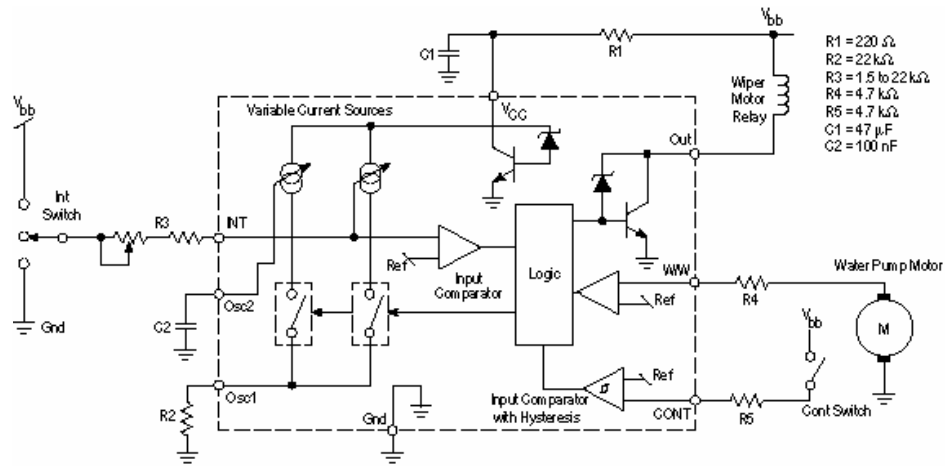 Vbb
R1
C1
R1 = 220 Ω
R2 = 22 kΩ
R3 = 1.5 to 22 kΩ
R4 = 4.7 kΩ
R5 = 4.7 kΩ
C1 = 47 µF
C2 = 100 nF
Wiper
Motor
Relay
Vbb
Variable Current Sources
VCC
Out
Int
Switch
R3
INT
Ref
Input
Comparator
Logic
W/W
Ref
R4
Water Pump Motor
M
Gnd
C2
Osc2
Vbb
Ref
R2
Osc1
Gnd
Input Comparator
with Hysteresis
CONT
R5
Cont Switch